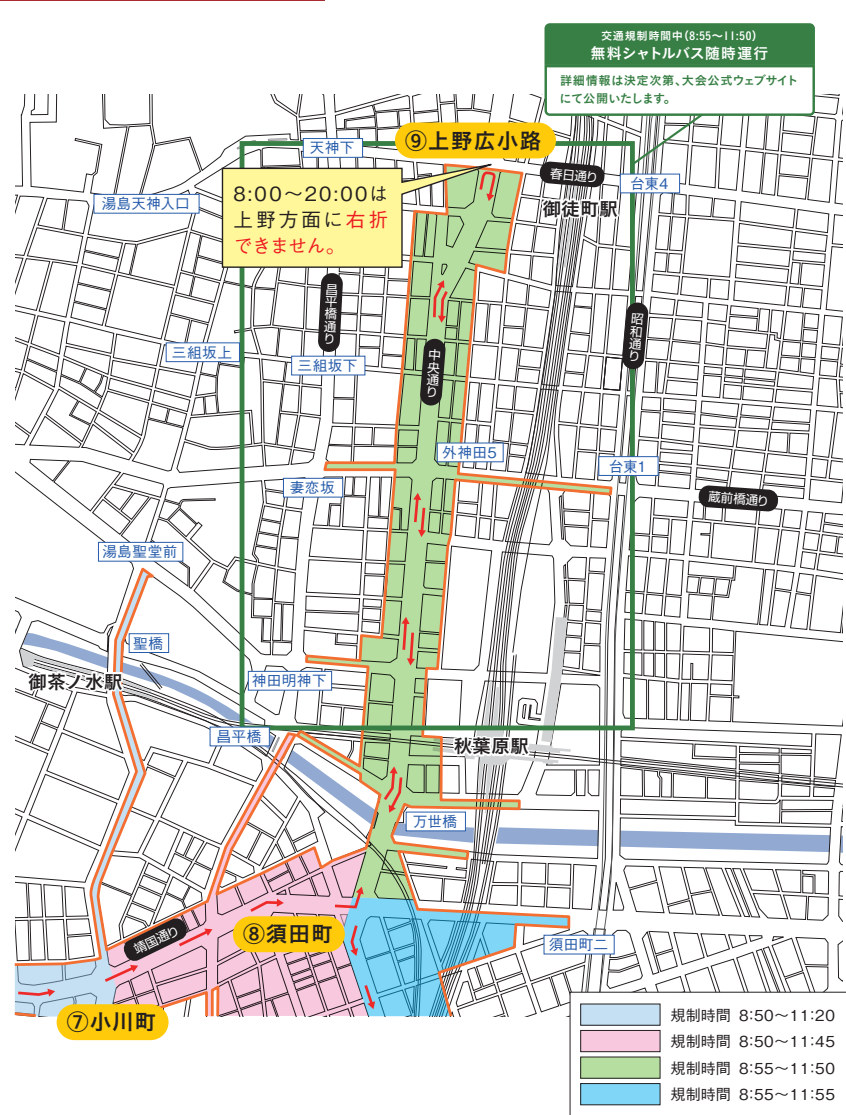 交通規制時間中(8:55〜11:50)
無料シャトルバス随時運行
詳細情報は決定次第、大会公式ウェブサイト
にて公開いたします。
⑨上野広小路
天神下
春日通り
台東4
8:00〜20:00は
上野方面に右折
できません。
湯島天神入口
御徒町駅
昌平橋通り
昭和通り
中央通り
三組坂上
三組坂下
外神田5
台東1
妻恋坂
蔵前橋通り
湯島聖堂前
聖橋
御茶ノ水駅
神田明神下
昌平橋
秋葉原駅
万世橋
靖国通り
⑧須田町
須田町二
⑦小川町
規制時間 8:50〜11:20
規制時間 8:50〜11:45
規制時間 8:55〜11:50
規制時間 8:55〜11:55